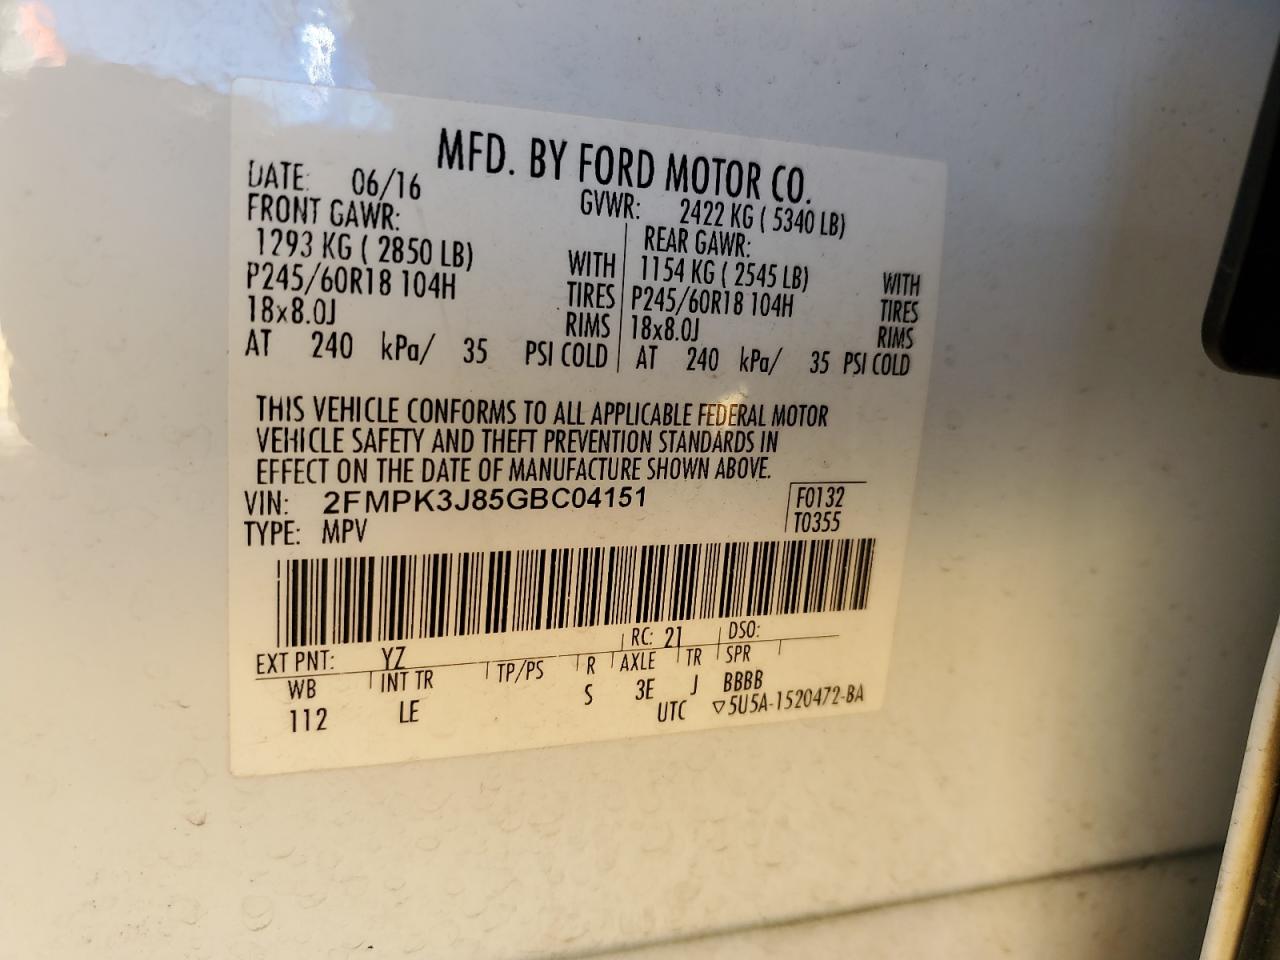 MFD. BY FORD MOTOR CO.
DATE: 06/16 GVWR: 2422 KG ( 5340 LB)
FRONT GAWR: REAR GAWR:
1293 KG ( 2850 LB) WITH 1154 KG ( 2545 LB) WITH
P245/60R18 104H TIRES P245/60R18 104H TIRES
18x8.0J RIMS 18x8.0J RIMS
AT 240 kPa/ 35 PSI COLD AT 240 kPa/ 35 PSI COLD
THIS VEHICLE CONFORMS TO ALL APPLICABLE FEDERAL MOTOR
VEHICLE SAFETY AND THEFT PREVENTION STANDARDS IN
EFFECT ON THE DATE OF MANUFACTURE SHOWN ABOVE.
VIN: 2FMPK3J85GBC04151 F0132
TYPE: MPV T0355
EXT PNT: YZ RC: 21 DSO:
WB INT TR TP/PS R AXLE TR SPR
112 LE S 3E J BBBB
UTC ▽5U5A-1520472-BA